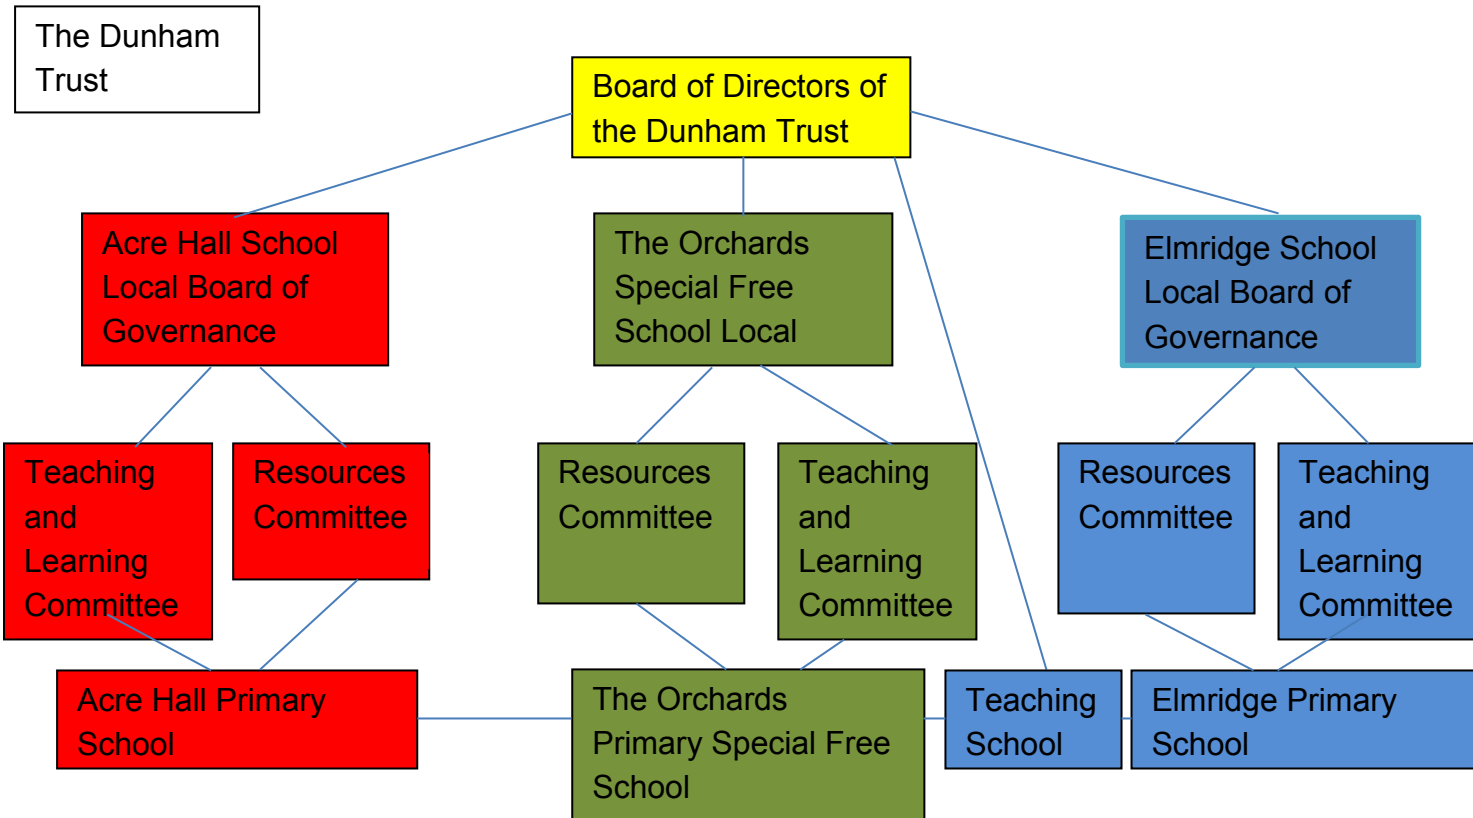 The Dunham
Trust
Board of Directors of
the Dunham Trust
Acre Hall School
Local Board of
Governance
The Orchards
Special Free
School Local
Elmridge School
Local Board of
Governance
Teaching
and
Learning
Committee
Resources
Committee
Resources
Committee
Teaching
and
Learning
Committee
Resources
Committee
Teaching
and
Learning
Committee
Acre Hall Primary
School
The Orchards
Primary Special Free
School
Teaching
School
Elmridge Primary
School